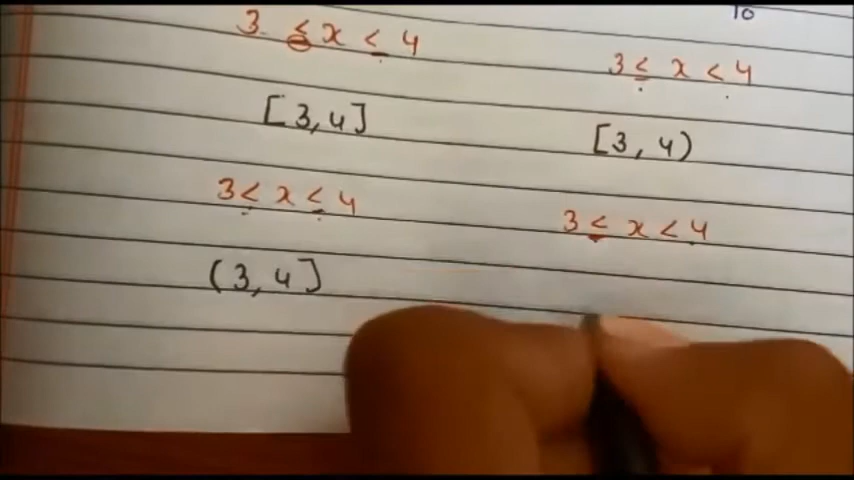 10
3 ≤ x ≤ 4
3 ≤ x < 4
[3, 4]
[3, 4)
3 < x ≤ 4
3 ≤ x < 4
(3, 4]